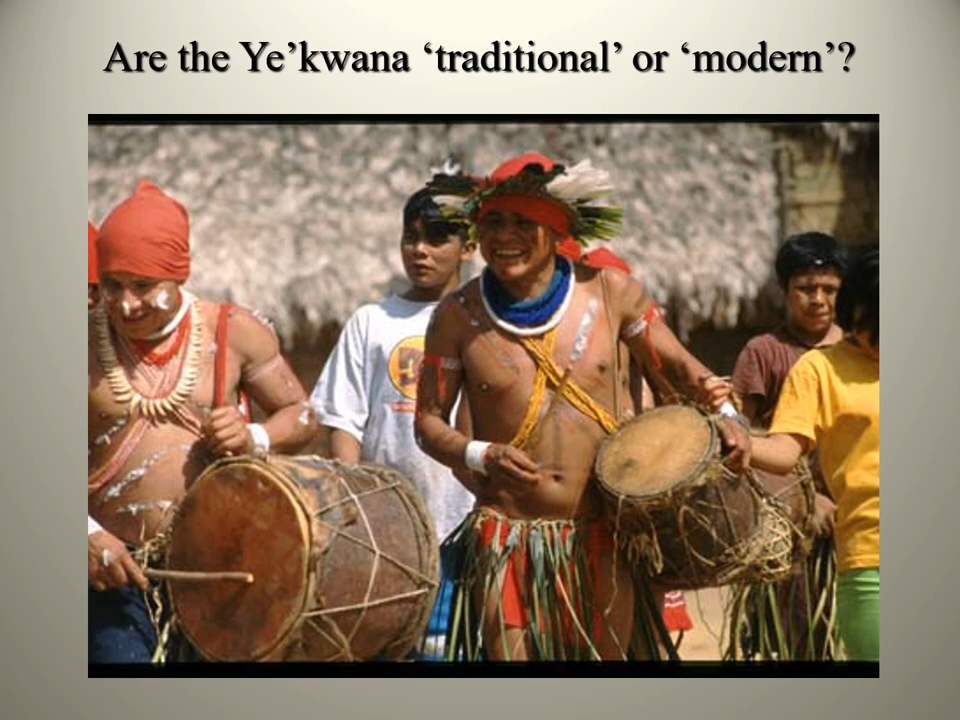 Are the Ye’kwana ‘traditional’ or ‘modern’?